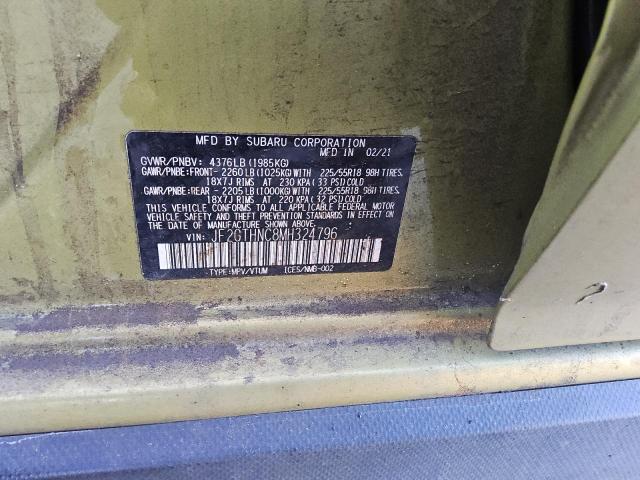 MFD BY SUBARU CORPORATION
MFD IN 02/21
GVWR/PNBV: 4376LB (1985KG)
GAWR/PNBE:FRONT- 2260LB (1025KG) WITH 225/55R18 98H TIRES,
18X7J RIMS AT 230 KPA (33 PSI) COLD
GAWR/PNBE:REAR - 2205LB (1000KG) WITH 225/55R18 98H TIRES,
18X7J RIMS AT 220 KPA (32 PSI) COLD
THIS VEHICLE CONFORMS TO ALL APPLICABLE FEDERAL MOTOR
VEHICLE SAFETY AND THEFT PREVENTION STANDARDS IN EFFECT
ON THE DATE OF MANUFACTURE SHOWN ABOVE.
VIN: JF2GTHNC8MH324796
TYPE:MPV/VTUM ICES/NMB-002